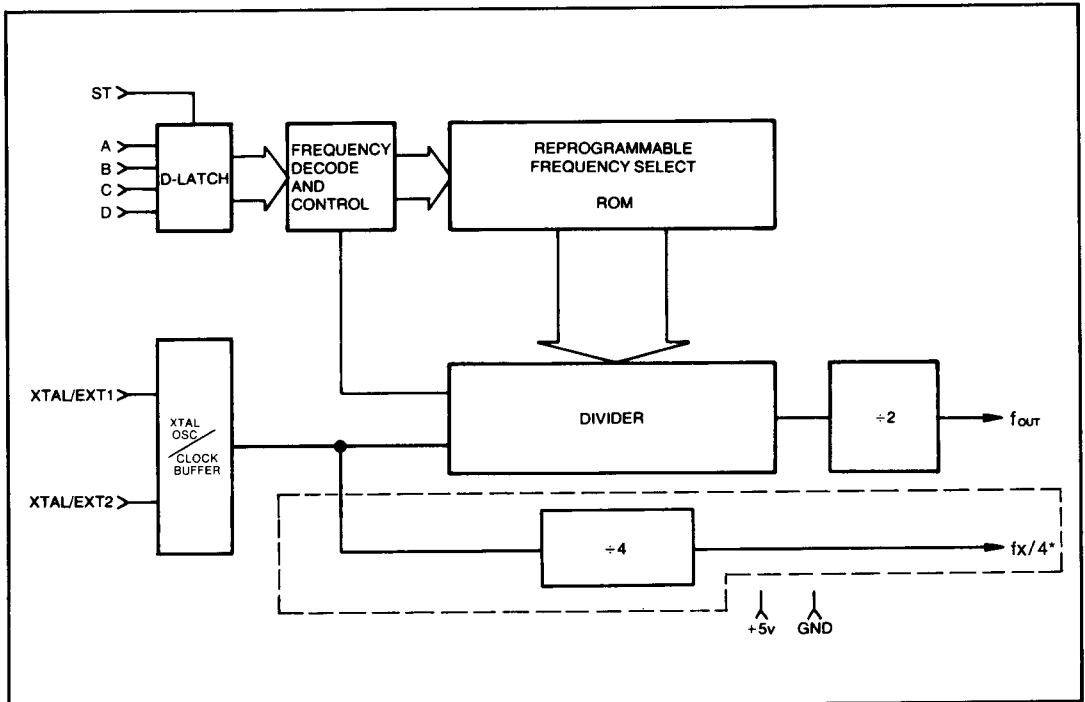 ST
A
B
C
D
D-LATCH
FREQUENCY
DECODE
AND
CONTROL
REPROGRAMMABLE
FREQUENCY SELECT
ROM
XTAL/EXT1
XTAL/EXT2
XTAL
OSC
CLOCK
BUFFER
DIVIDER
÷2
fOUT
÷4
fx/4*
+5v
GND